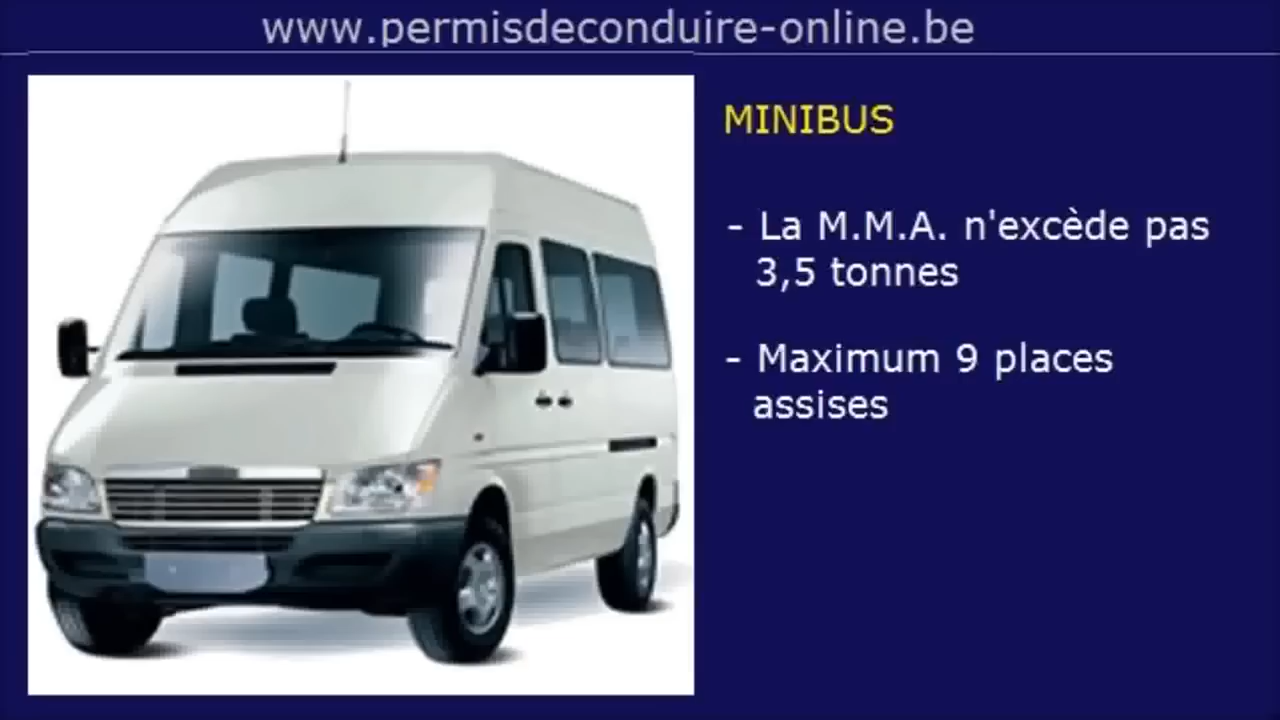 www.permisdeconduire-online.be
MINIBUS
- La M.M.A. n'excède pas
3,5 tonnes
- Maximum 9 places
assises